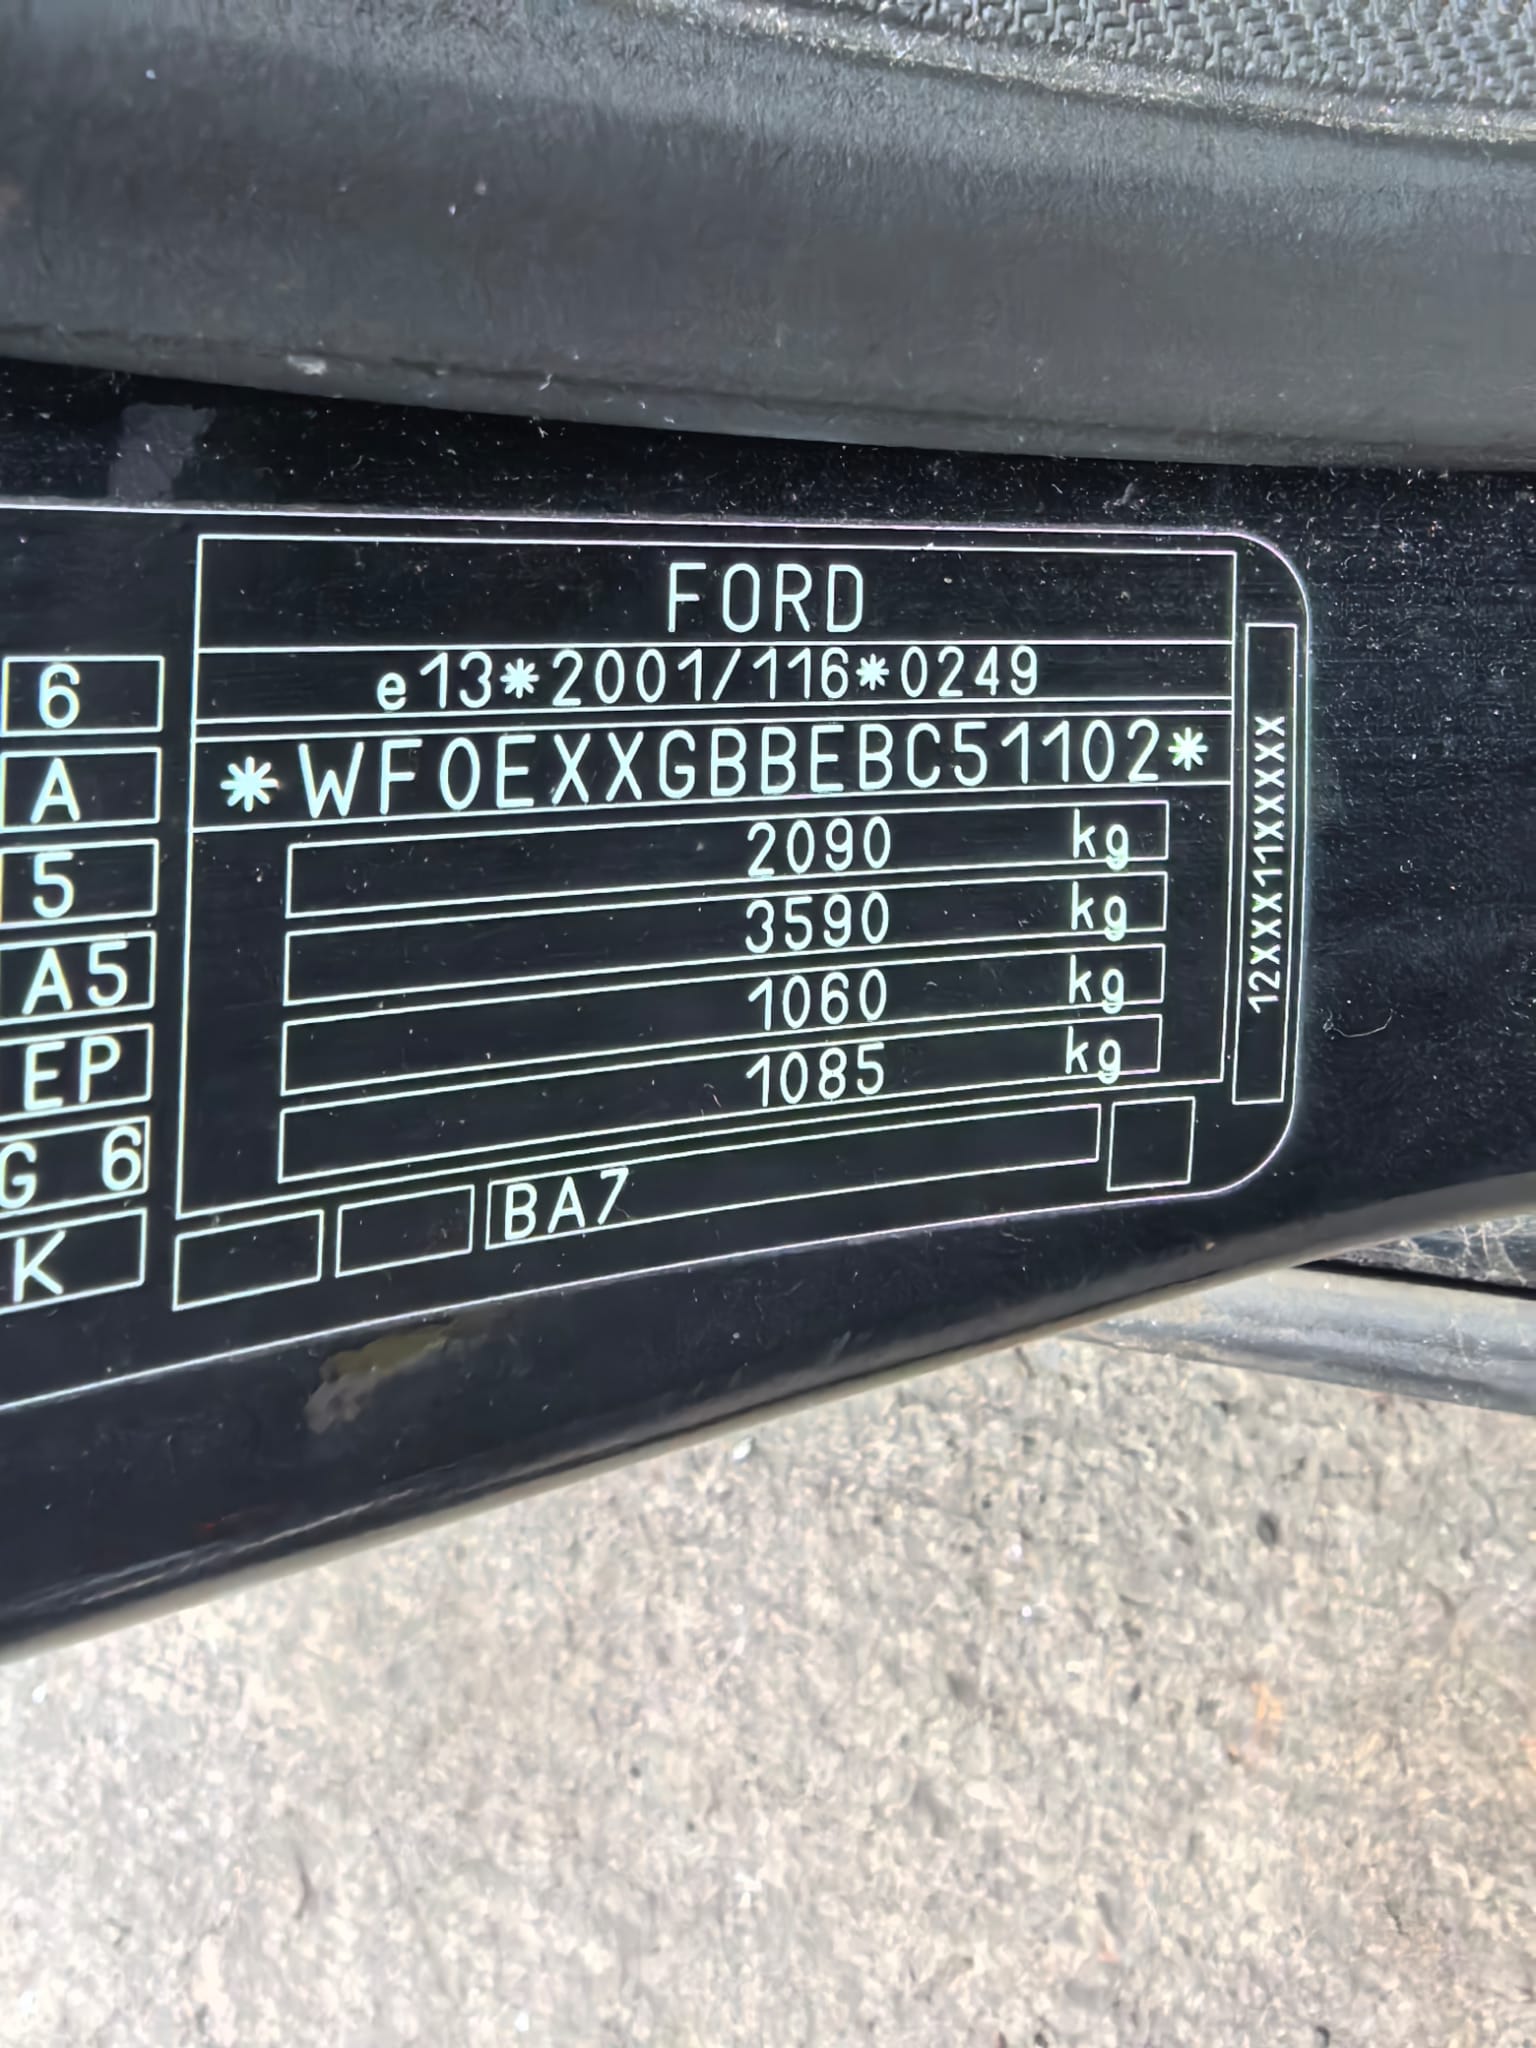 FORD
e13*2001/116*0249
*WF0EXXGBBEBC51102*
2090 kg
3590 kg
1060 kg
1085 kg
BA7
6
A
5
A5
EP
G 6
K
12XXX11XXXXX